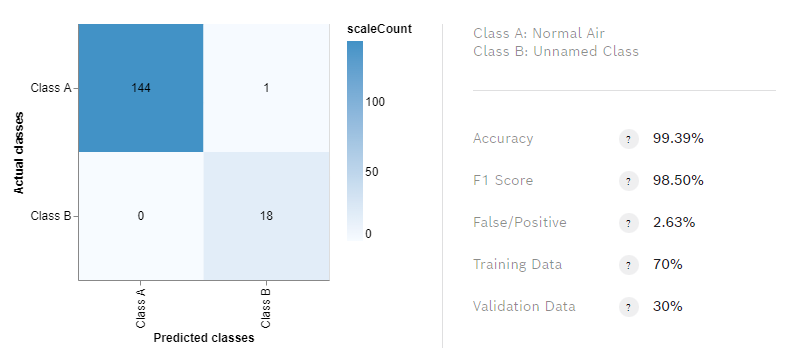 scaleCount
Class A
144
1
Class B
0
18
Actual classes
Class A
Class B
Predicted classes
100
50
0
Class A: Normal Air
Class B: Unnamed Class
Accuracy ? 99.39%
F1 Score ? 98.50%
False/Positive ? 2.63%
Training Data ? 70%
Validation Data ? 30%